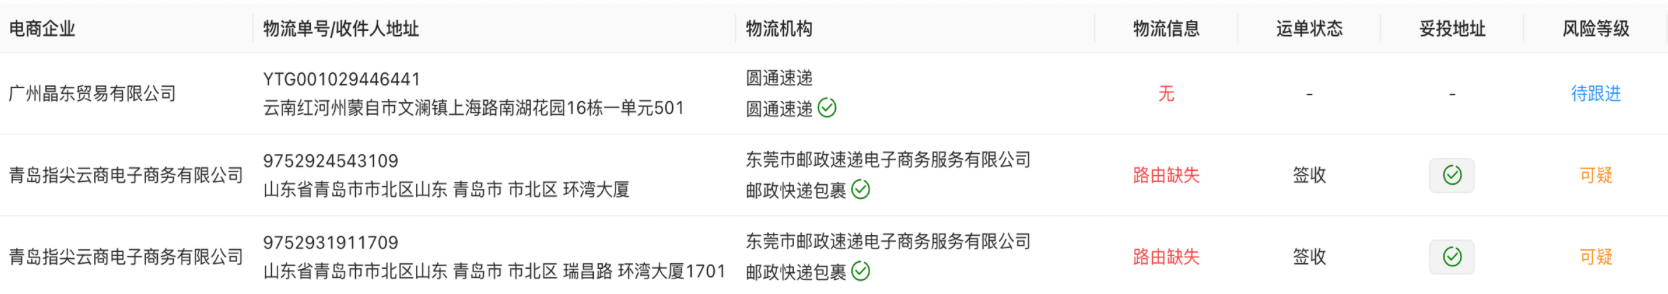 电商企业 物流单号/收件人地址 物流机构 物流信息 运单状态 妥投地址 风险等级
广州晶东贸易有限公司 YTG001029446441 圆通速递 无 - - 待跟进
云南红河州蒙自市文澜镇上海路南湖花园16栋一单元501 圆通速递
青岛指尖云商电子商务有限公司 9752924543109 东莞市邮政速递电子商务服务有限公司 路由缺失 签收 可疑
山东省青岛市市北区山东 青岛市 市北区 环湾大厦 邮政快递包裹
青岛指尖云商电子商务有限公司 9752931911709 东莞市邮政速递电子商务服务有限公司 路由缺失 签收 可疑
山东省青岛市市北区山东 青岛市 市北区 瑞昌路 环湾大厦1701 邮政快递包裹